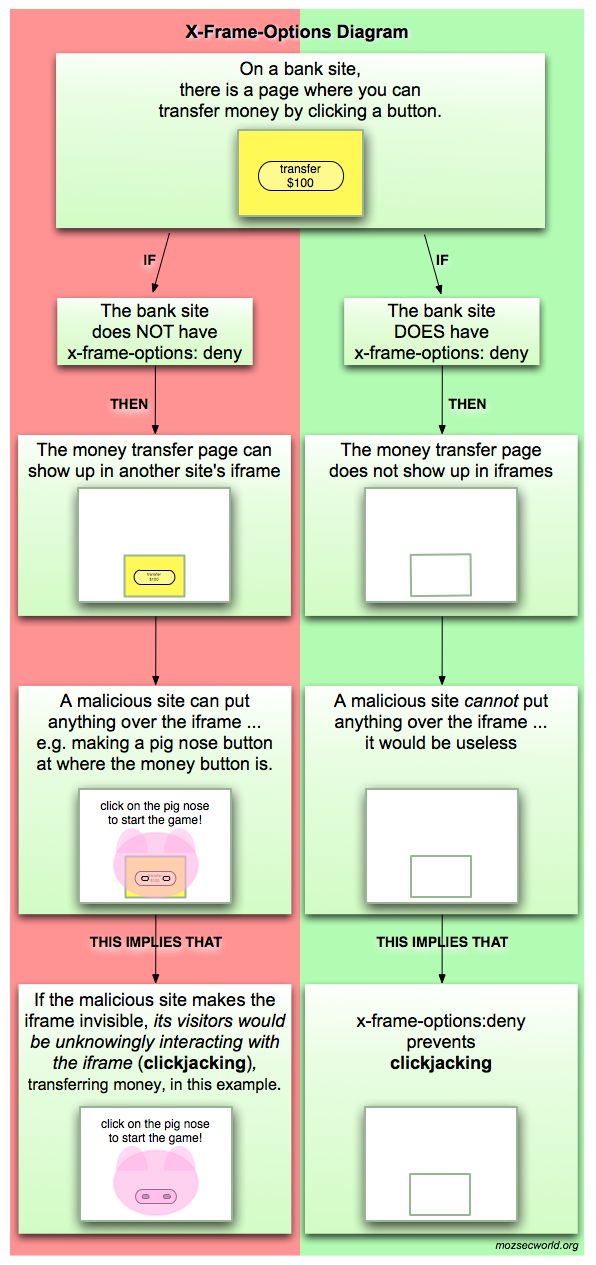 X-Frame-Options Diagram
On a bank site,
there is a page where you can
transfer money by clicking a button.
transfer
$100
IF
The bank site
does NOT have
x-frame-options: deny
THEN
The money transfer page can
show up in another site's iframe
transfer
$100
A malicious site can put
anything over the iframe ...
e.g. making a pig nose button
at where the money button is.
click on the pig nose
to start the game!
THIS IMPLIES THAT
If the malicious site makes the
iframe invisible, its visitors would
be unknowingly interacting with
the iframe (clickjacking),
transferring money, in this example.
click on the pig nose
to start the game!
IF
The bank site
DOES have
x-frame-options: deny
THEN
The money transfer page
does not show up in iframes
A malicious site cannot put
anything over the iframe ...
it would be useless
THIS IMPLIES THAT
x-frame-options:deny
prevents
clickjacking
mozsecworld.org